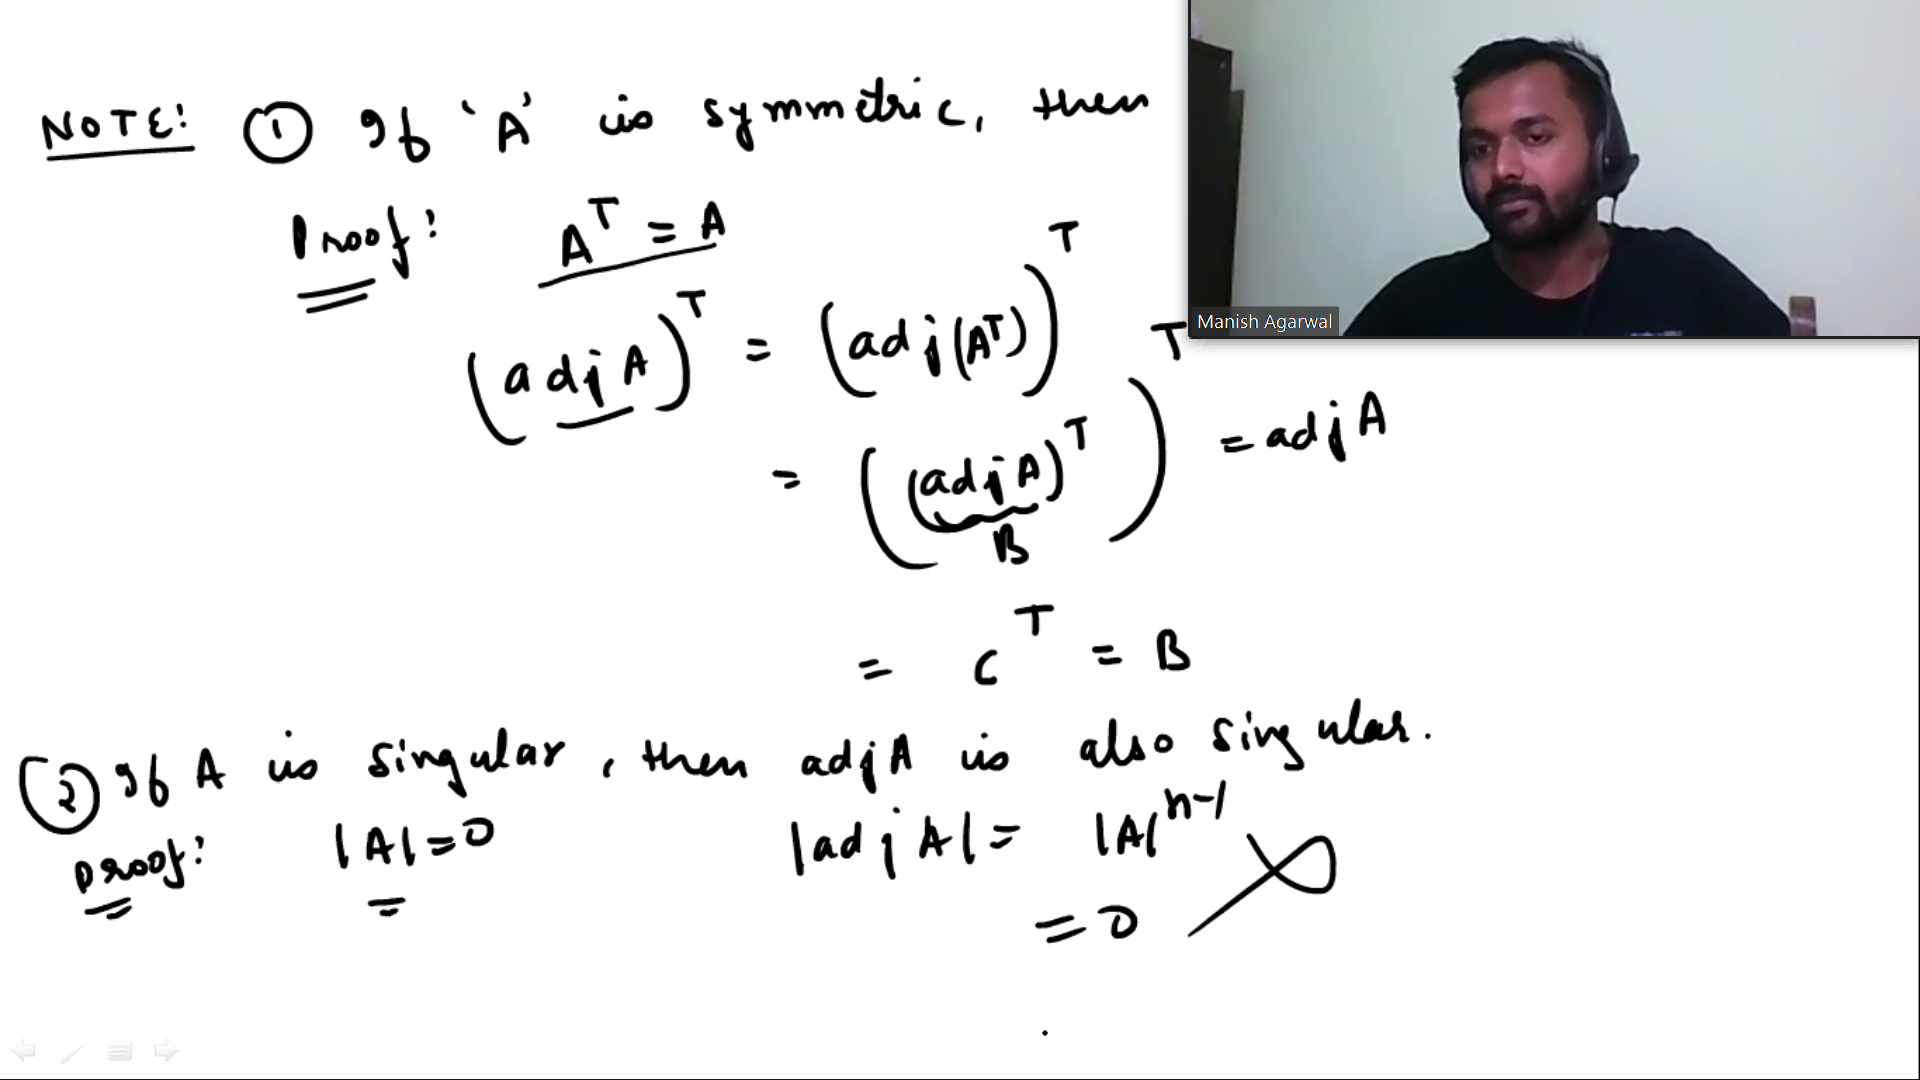 NOTE: ① If 'A' is symmetric, then
Proof: A^T = A
(adj A)^T = (adj(A^T))^T
= ((adj A)^T)^T = adj A
B
= C^T = B
② If A is singular, then adj A is also singular.
Proof: |A| = 0 |adj A| = |A|^n-1
= 0
Manish Agarwal